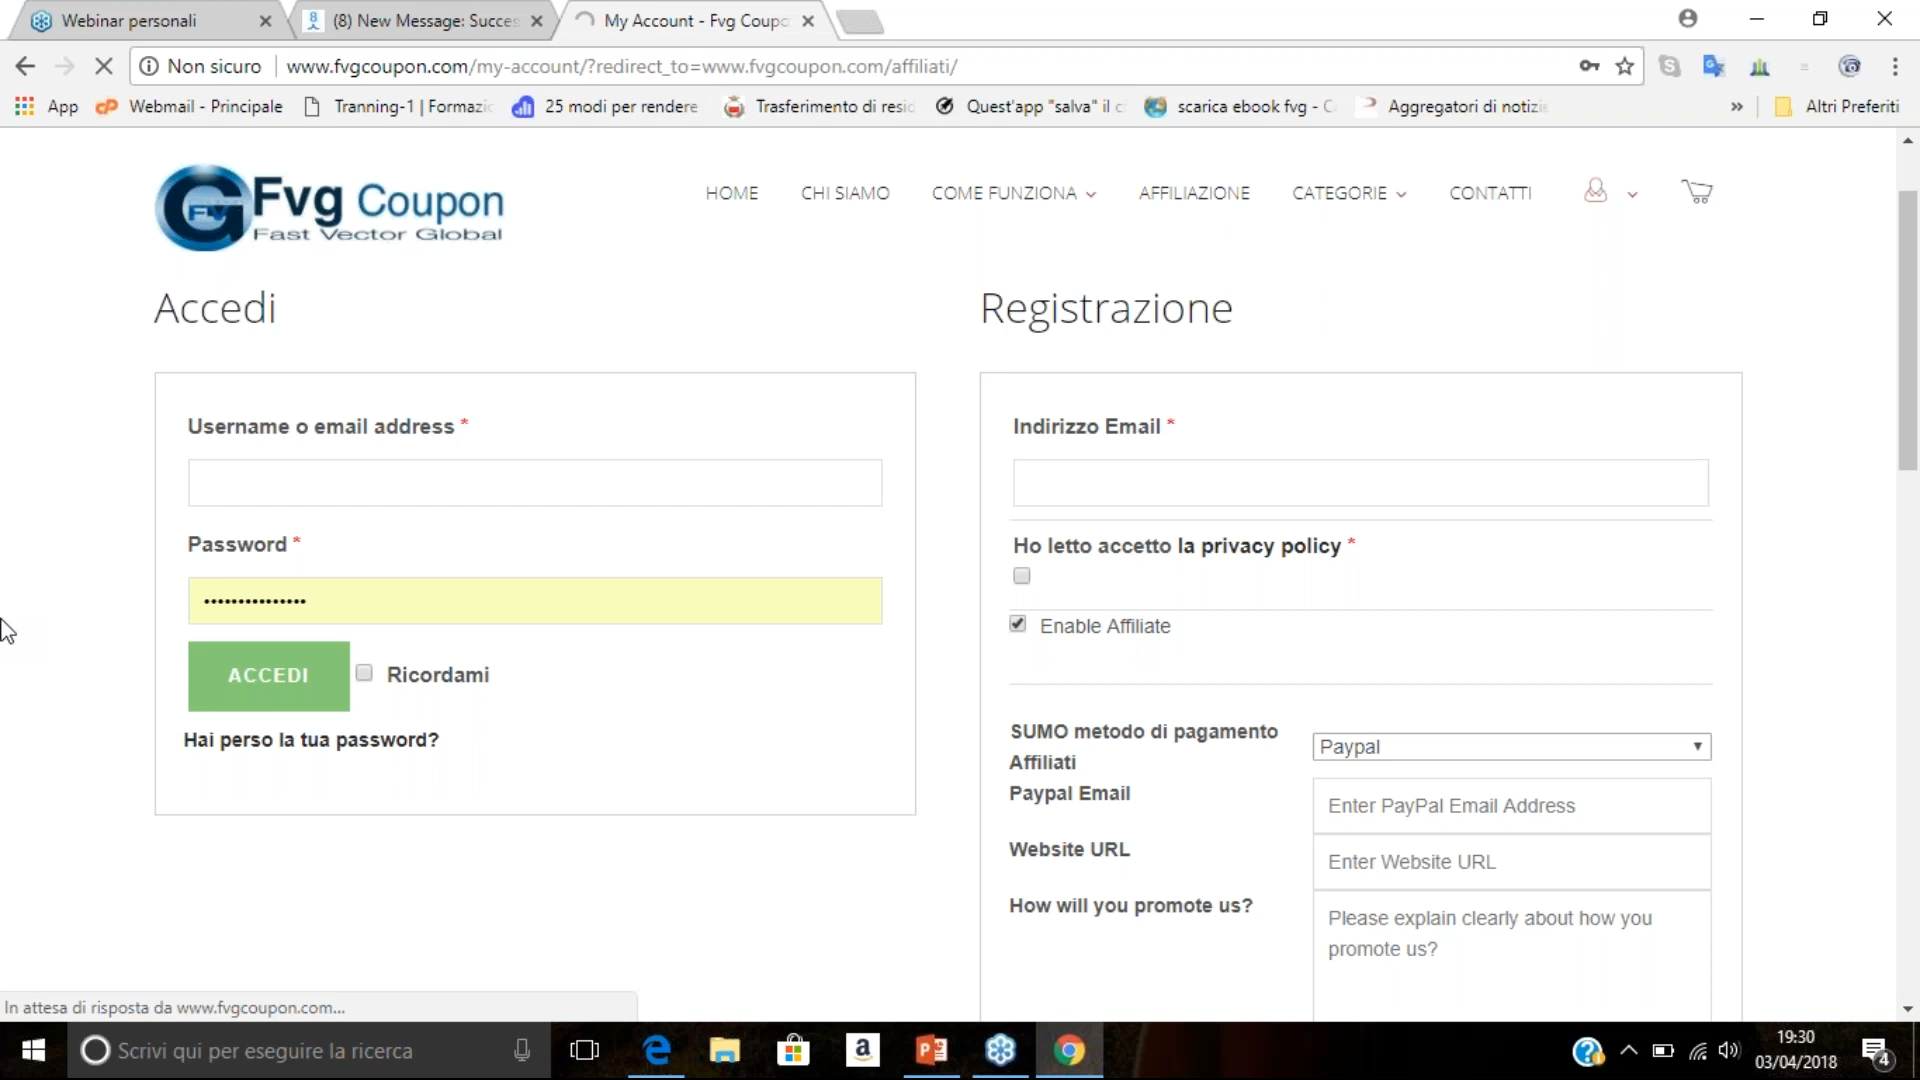 Webinar personali
(8) New Message: Succes
My Account - Fvg Coupo
Non sicuro
www.fvgcoupon.com/my-account/?redirect_to=www.fvgcoupon.com/affiliati/
App
Webmail - Principale
Tranning-1 | Formazio
25 modi per rendere
Trasferimento di resid
Quest'app "salva" il c
scarica ebook fvg - C
Aggregatori di notizie
»
Altri Preferiti
Fvg Coupon
Fast Vector Global
HOME
CHI SIAMO
COME FUNZIONA
AFFILIAZIONE
CATEGORIE
CONTATTI
Accedi
Registrazione
Username o email address *
Password *
•••••••••••••••
ACCEDI
Ricordami
Hai perso la tua password?
Indirizzo Email *
Ho letto accetto la privacy policy *
Enable Affiliate
SUMO metodo di pagamento
Affiliati
Paypal
Paypal Email
Enter PayPal Email Address
Website URL
Enter Website URL
How will you promote us?
Please explain clearly about how you
promote us?
In attesa di risposta da www.fvgcoupon.com...
Scrivi qui per eseguire la ricerca
19:30
03/04/2018
4